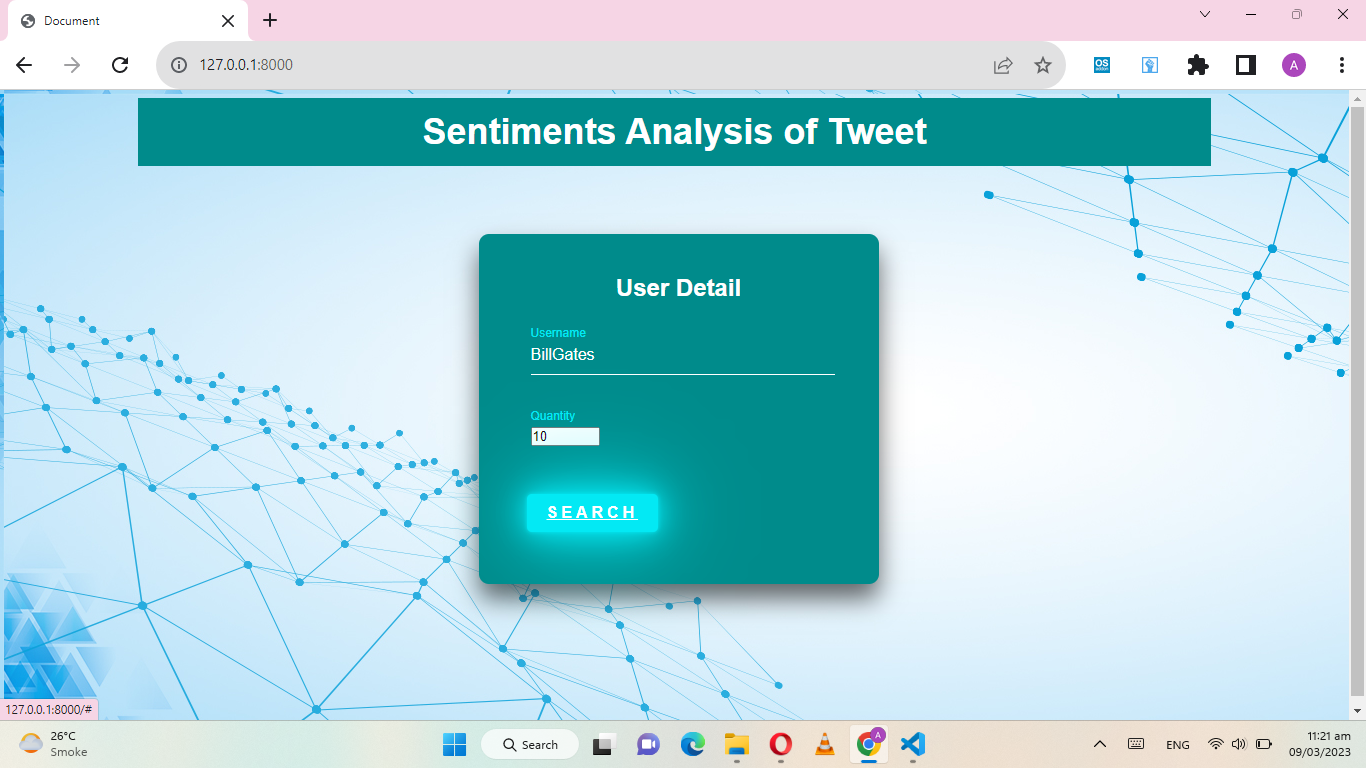 Document
127.0.0.1:8000
OS
A
Sentiments Analysis of Tweet
User Detail
Username
BillGates
Quantity
10
SEARCH
127.0.0.1:8000/#
26°C
Smoke
Search
A
ENG
11:21 am
09/03/2023